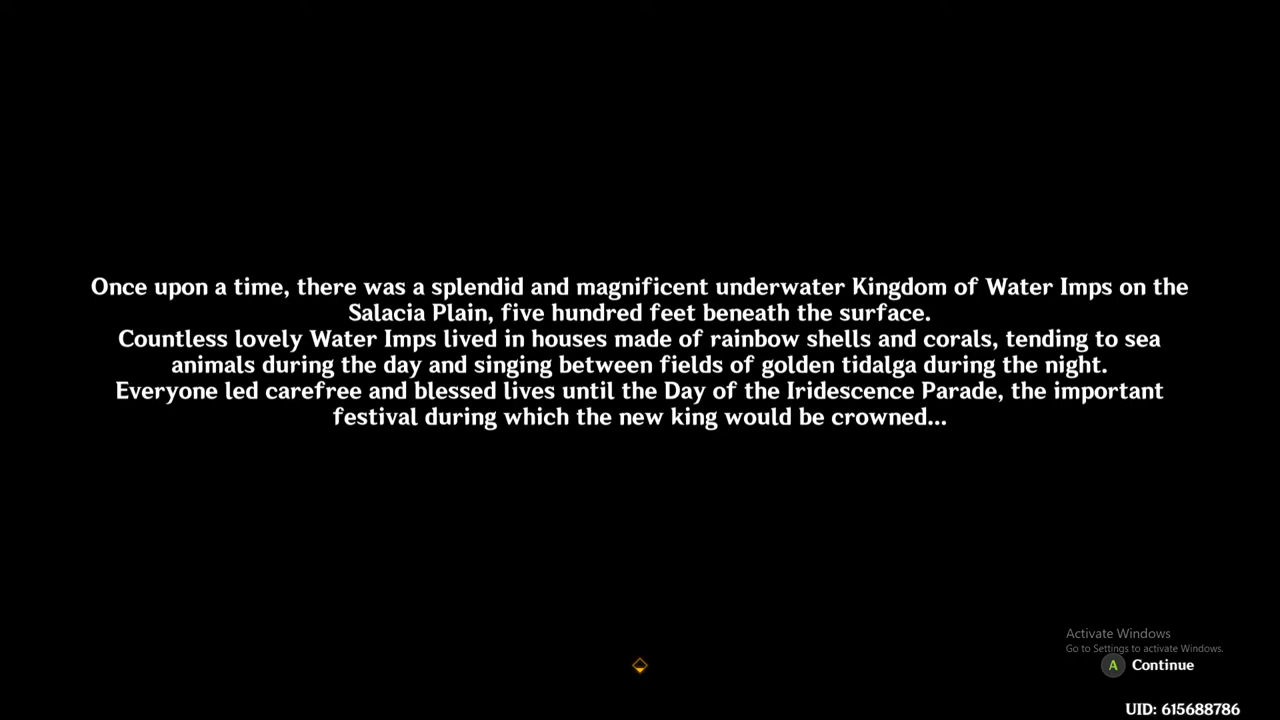 Once upon a time, there was a splendid and magnificent underwater Kingdom of Water Imps on the
Salacia Plain, five hundred feet beneath the surface.
Countless lovely Water Imps lived in houses made of rainbow shells and corals, tending to sea
animals during the day and singing between fields of golden tidalga during the night.
Everyone led carefree and blessed lives until the Day of the Iridescence Parade, the important
festival during which the new king would be crowned...
Activate Windows
Go to Settings to activate Windows.
A Continue
UID: 615688786